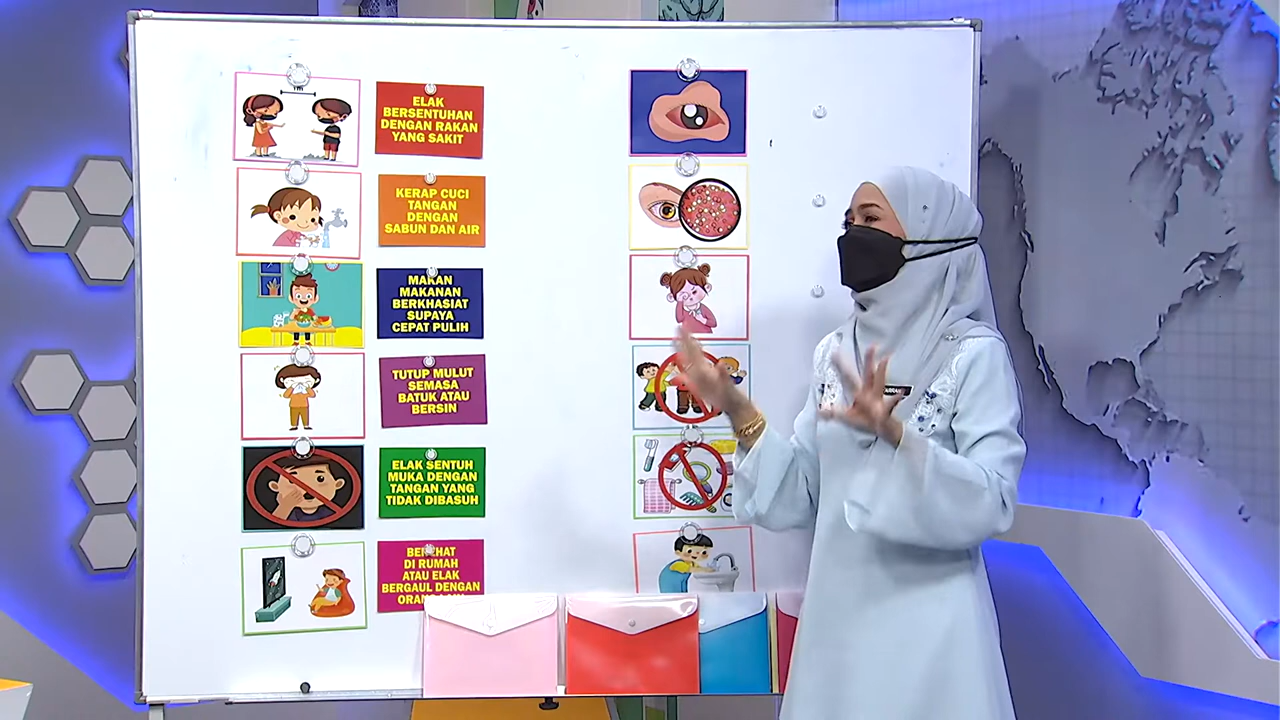 1m
ELAK
BERSENTUHAN
DENGAN RAKAN
YANG SAKIT
KERAP CUCI
TANGAN
DENGAN
SABUN DAN AIR
MAKAN
MAKANAN
BERKHASIAT
SUPAYA
CEPAT PULIH
TUTUP MULUT
SEMASA
BATUK ATAU
BERSIN
ELAK SENTUH
MUKA DENGAN
TANGAN YANG
TIDAK DIBASUH
BEREHAT
DI RUMAH
ATAU ELAK
BERGAUL DENGAN